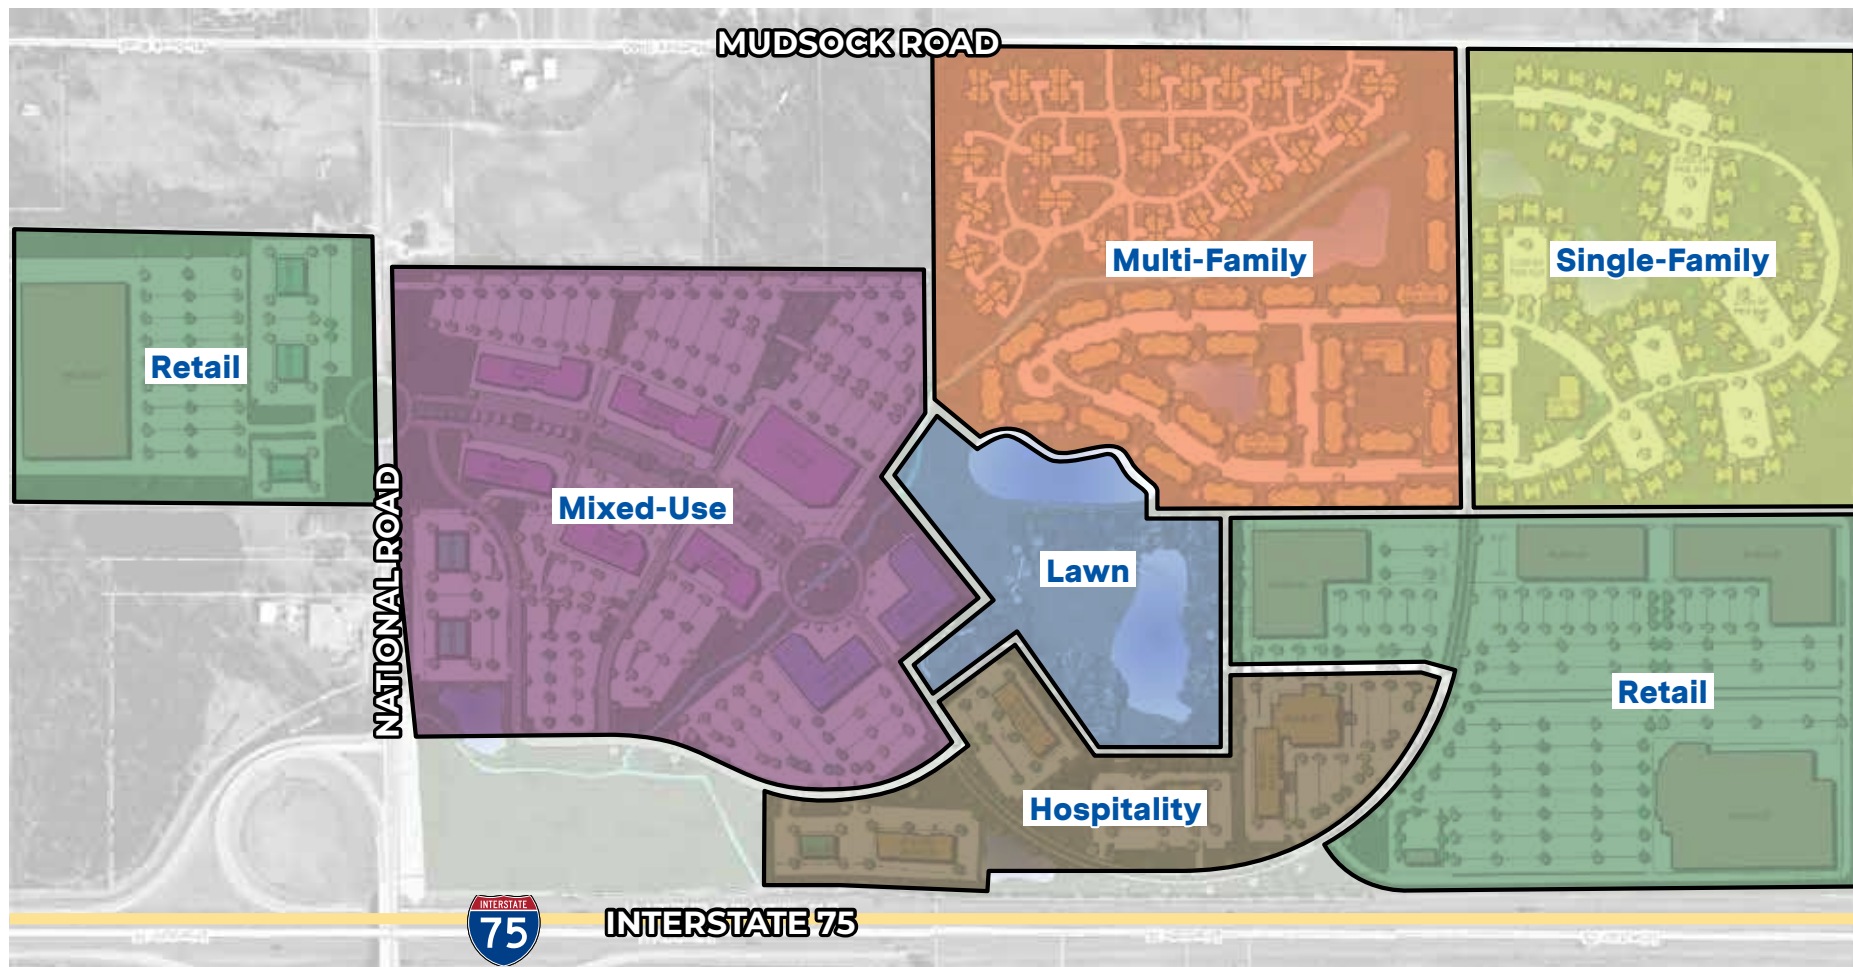 MUDSOCK ROAD
Multi-Family
Single-Family
Retail
Mixed-Use
NATIONAL ROAD
Lawn
Retail
Hospitality
INTERSTATE
75
INTERSTATE 75